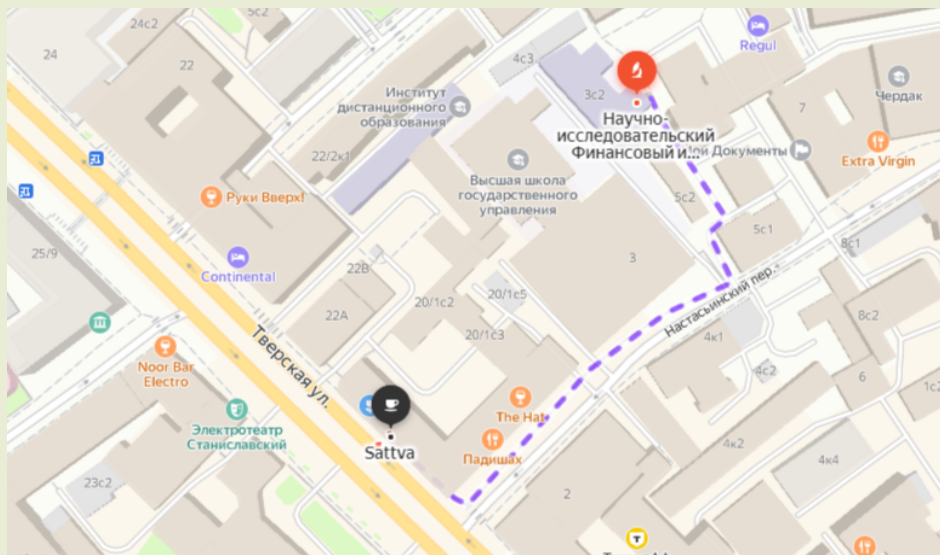 24
24с2
5с2
22
4с3
Regul
3с2
Институт
дистанционного
образования
Научно-
исследовательский
Финансовый и...
7
Чердак
Документы
Extra Virgin
22/2к1
Высшая школа
государственного
управления
Руки Вверх!
5с2
5с1
8с1
25/9
Continental
22В
3
20/1с2
20/1с5
Настасьинский пер.
22А
20/1с3
8с2
4к1
Тверская ул.
Noor Bar
Electro
4с2
6
1с2
The Hat
Электротеатр
Станиславский
Sattva
Падишах
4к2
4к4
23с2
2